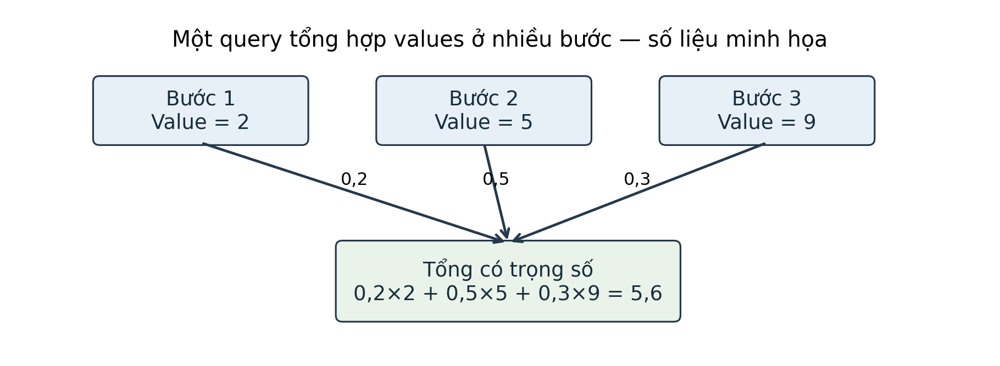 Một query tổng hợp values ở nhiều bước — số liệu minh họa
Bước 1
Value = 2
Bước 2
Value = 5
Bước 3
Value = 9
0,2
0,5
0,3
Tổng có trọng số
0,2×2 + 0,5×5 + 0,3×9 = 5,6